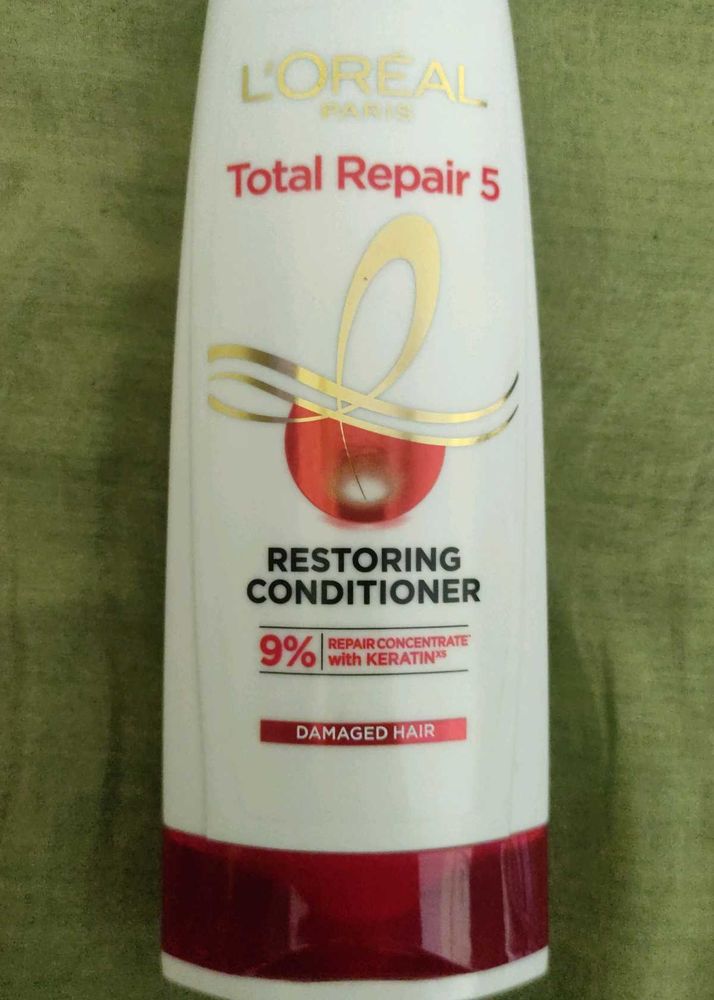 L'ORÉAL
PARIS
Total Repair 5
RESTORING
CONDITIONER
9% REPAIR CONCENTRATE*
with KERATINXS
DAMAGED HAIR